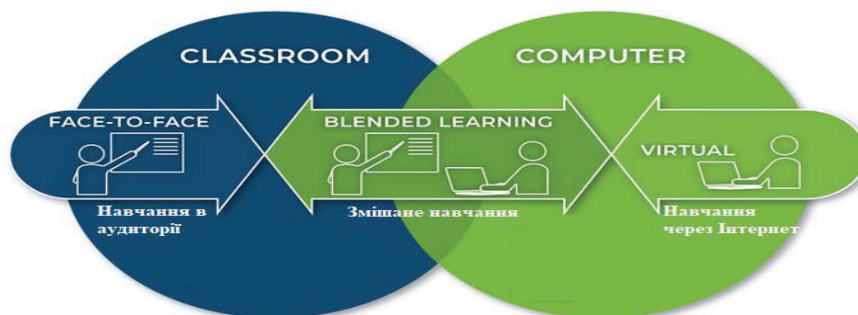 CLASSROOM
COMPUTER
FACE-TO-FACE
BLENDED LEARNING
VIRTUAL
Навчання в
аудиторії
Змішане навчання
Навчання
через Інтернет